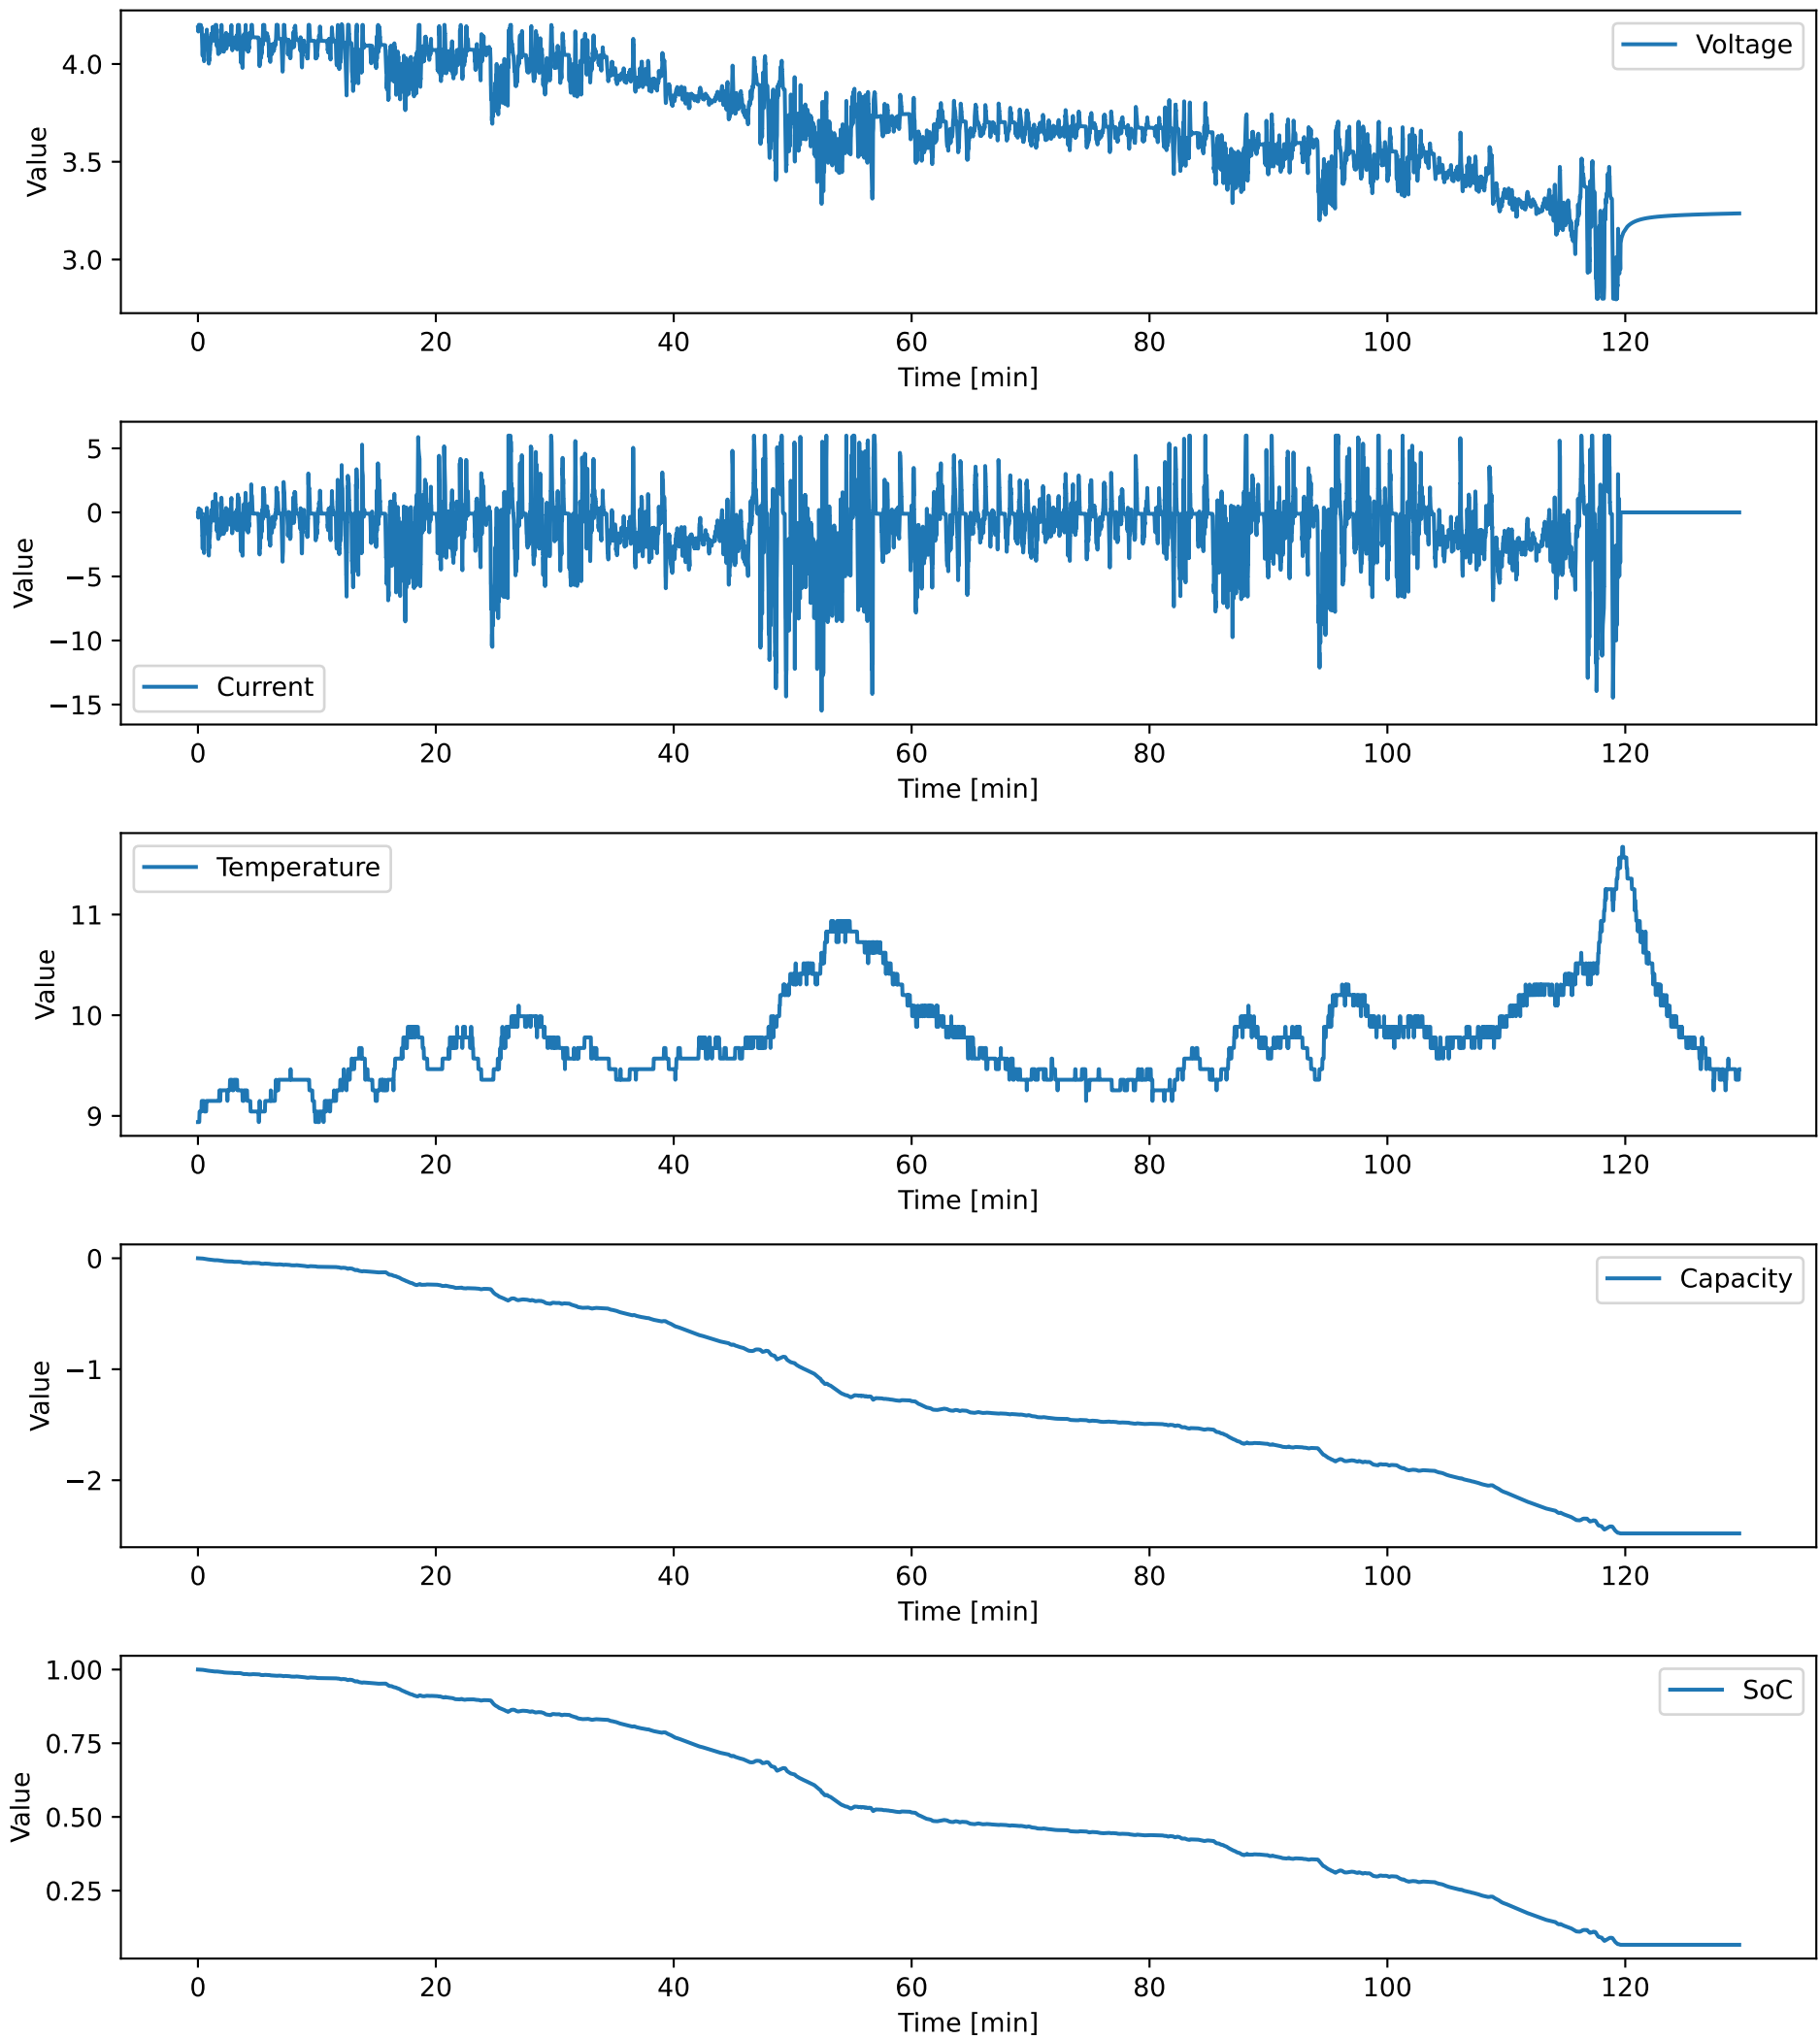 Voltage
Value
4.0
3.5
3.0
0 20 40 60 80 100 120
Time [min]
Current
Value
5
0
−5
−10
−15
0 20 40 60 80 100 120
Time [min]
Temperature
Value
11
10
9
0 20 40 60 80 100 120
Time [min]
Capacity
Value
0
−1
−2
0 20 40 60 80 100 120
Time [min]
SoC
Value
1.00
0.75
0.50
0.25
0 20 40 60 80 100 120
Time [min]